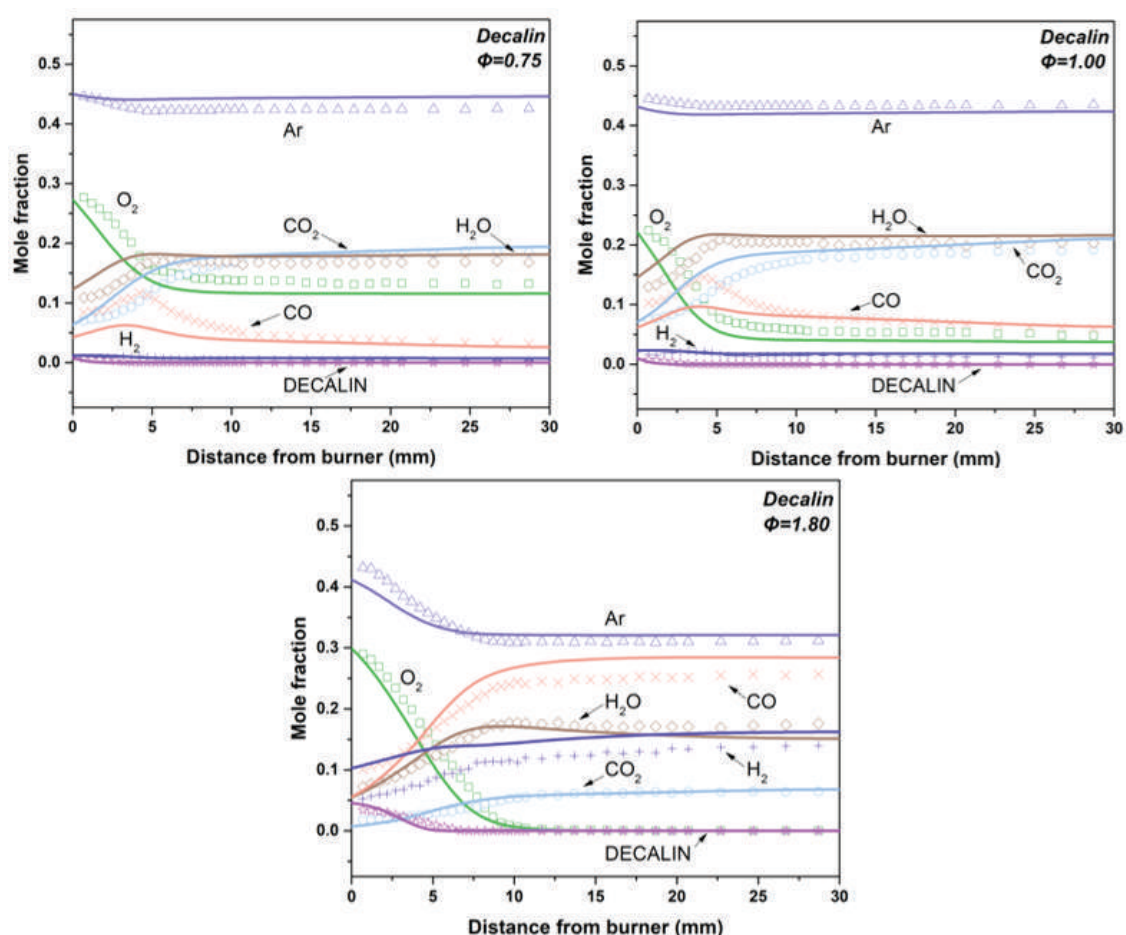 Decalin
Φ=0.75
0.5
0.4
0.3
0.2
0.1
0.0
Mole fraction
Ar
O2
CO2
H2O
CO
H2
DECALIN
0 5 10 15 20 25 30
Distance from burner (mm)
Decalin
Φ=1.00
0.5
0.4
0.3
0.2
0.1
0.0
Mole fraction
Ar
O2
H2O
CO2
CO
H2
DECALIN
0 5 10 15 20 25 30
Distance from burner (mm)
Decalin
Φ=1.80
0.5
0.4
0.3
0.2
0.1
0.0
Mole fraction
Ar
O2
CO
H2O
H2
CO2
DECALIN
0 5 10 15 20 25 30
Distance from burner (mm)